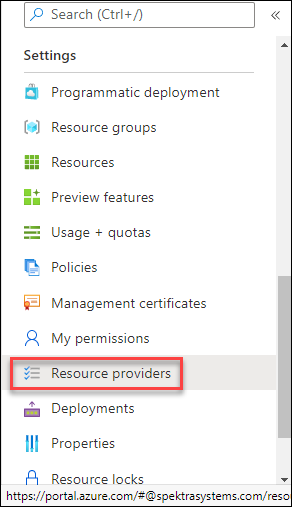 Search (Ctrl+/)
Settings
Programmatic deployment
Resource groups
Resources
Preview features
Usage + quotas
Policies
Management certificates
My permissions
Resource providers
Deployments
Properties
Resource locks
https://portal.azure.com/#@spektrasystems.com/reso